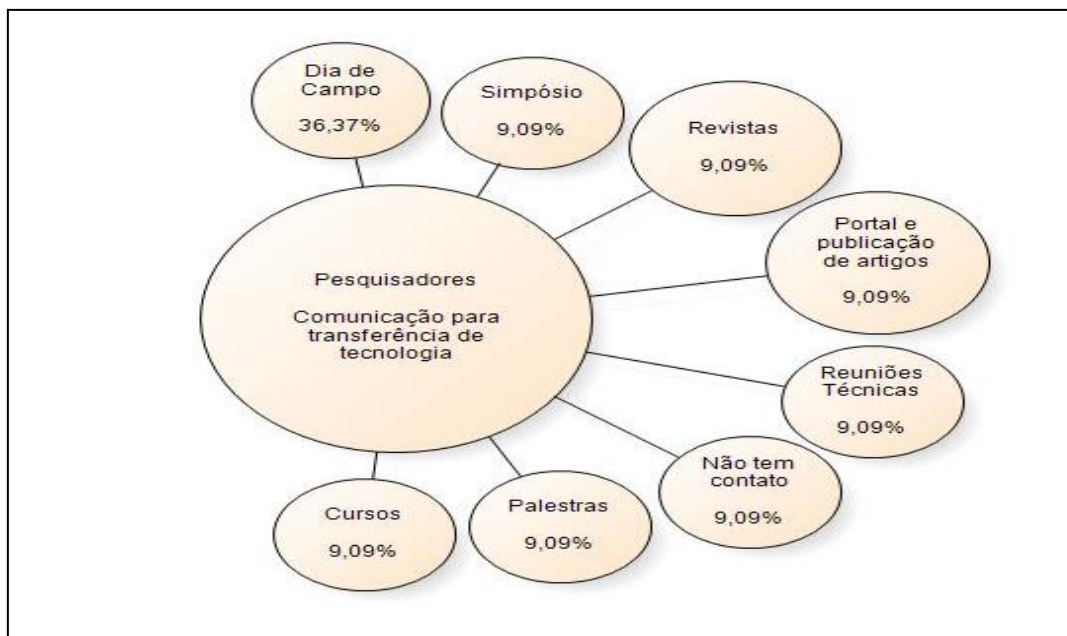 Dia de
Campo
36,37%
Simpósio
9,09%
Revistas
9,09%
Portal e
publicação
de artigos
9,09%
Pesquisadores
Comunicação para
transferência de
tecnologia
Reuniões
Técnicas
9,09%
Não tem
contato
9,09%
Palestras
9,09%
Cursos
9,09%